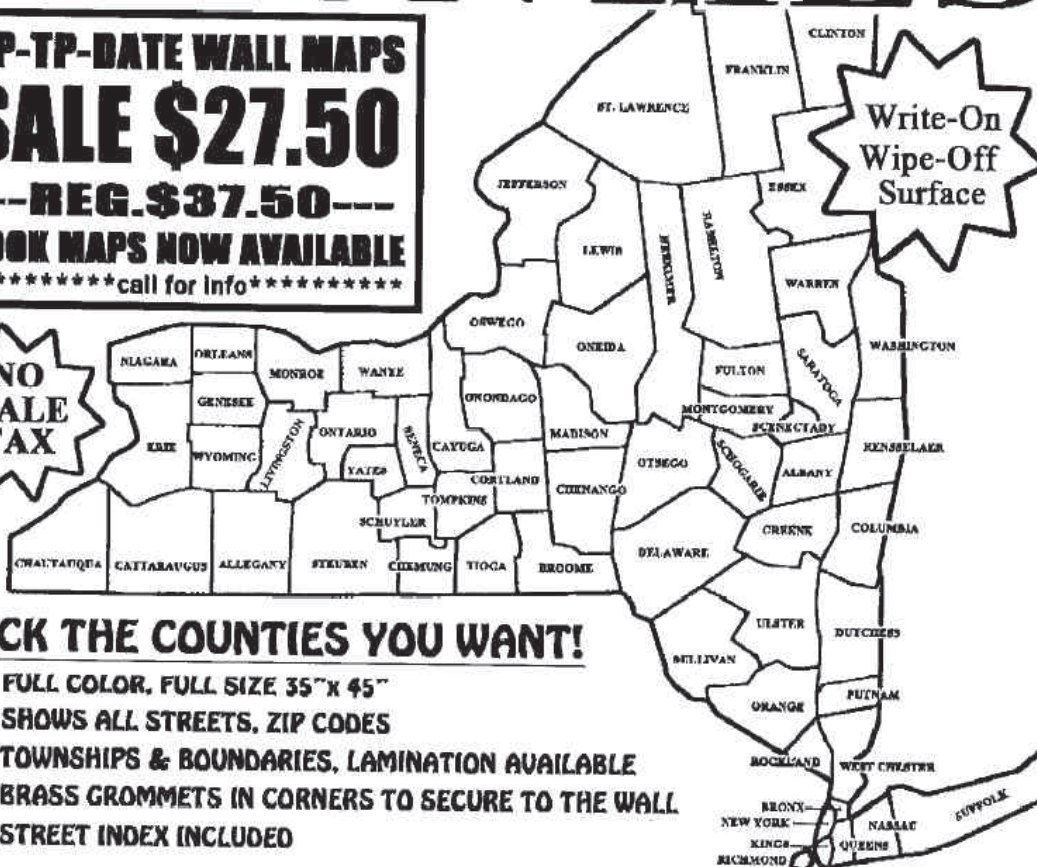 P-TP-DATE WALL MAPS
SALE $27.50
--REG.$37.50---
OOK MAPS NOW AVAILABLE
********call for info**********
NO
ALE
TAX
Write-On
Wipe-Off
Surface
CLINTON
FRANKLIN
ST. LAWRENCE
ESSEX
JEFFERSON
LEWIS
HERKIMER
HAMILTON
WARREN
OSWEGO
ONEIDA
WASHINGTON
SARATOGA
NIAGARA
ORLEANS
MONROE
WANYE
FULTON
GENESEE
ONONDAGO
MONTGOMERY
SCENECTADY
ERIE
WYOMING
LIVINGSTON
ONTARIO
YATES
SENECA
CAYUGA
MADISON
RENSSELAER
CORTLAND
CHENANGO
OTSEGO
SCHOGARIE
ALBANY
TOMPKINS
SCHUYLER
GREENE
COLUMBIA
CHAUTAUQUA
CATTARAUGUS
ALLEGANY
STEUBEN
CHEMUNG
TIOGA
BROOME
DELAWARE
ULSTER
DUTCHESS
SULLIVAN
ORANGE
PUTNAM
ROCKLAND
WEST CHESTER
BRONX
NEW YORK
KINGS
RICHMOND
QUEENS
NASSAU
SUFFOLK
CK THE COUNTIES YOU WANT!
FULL COLOR, FULL SIZE 35"x 45"
SHOWS ALL STREETS, ZIP CODES
TOWNSHIPS & BOUNDARIES, LAMINATION AVAILABLE
BRASS GROMMETS IN CORNERS TO SECURE TO THE WALL
STREET INDEX INCLUDED